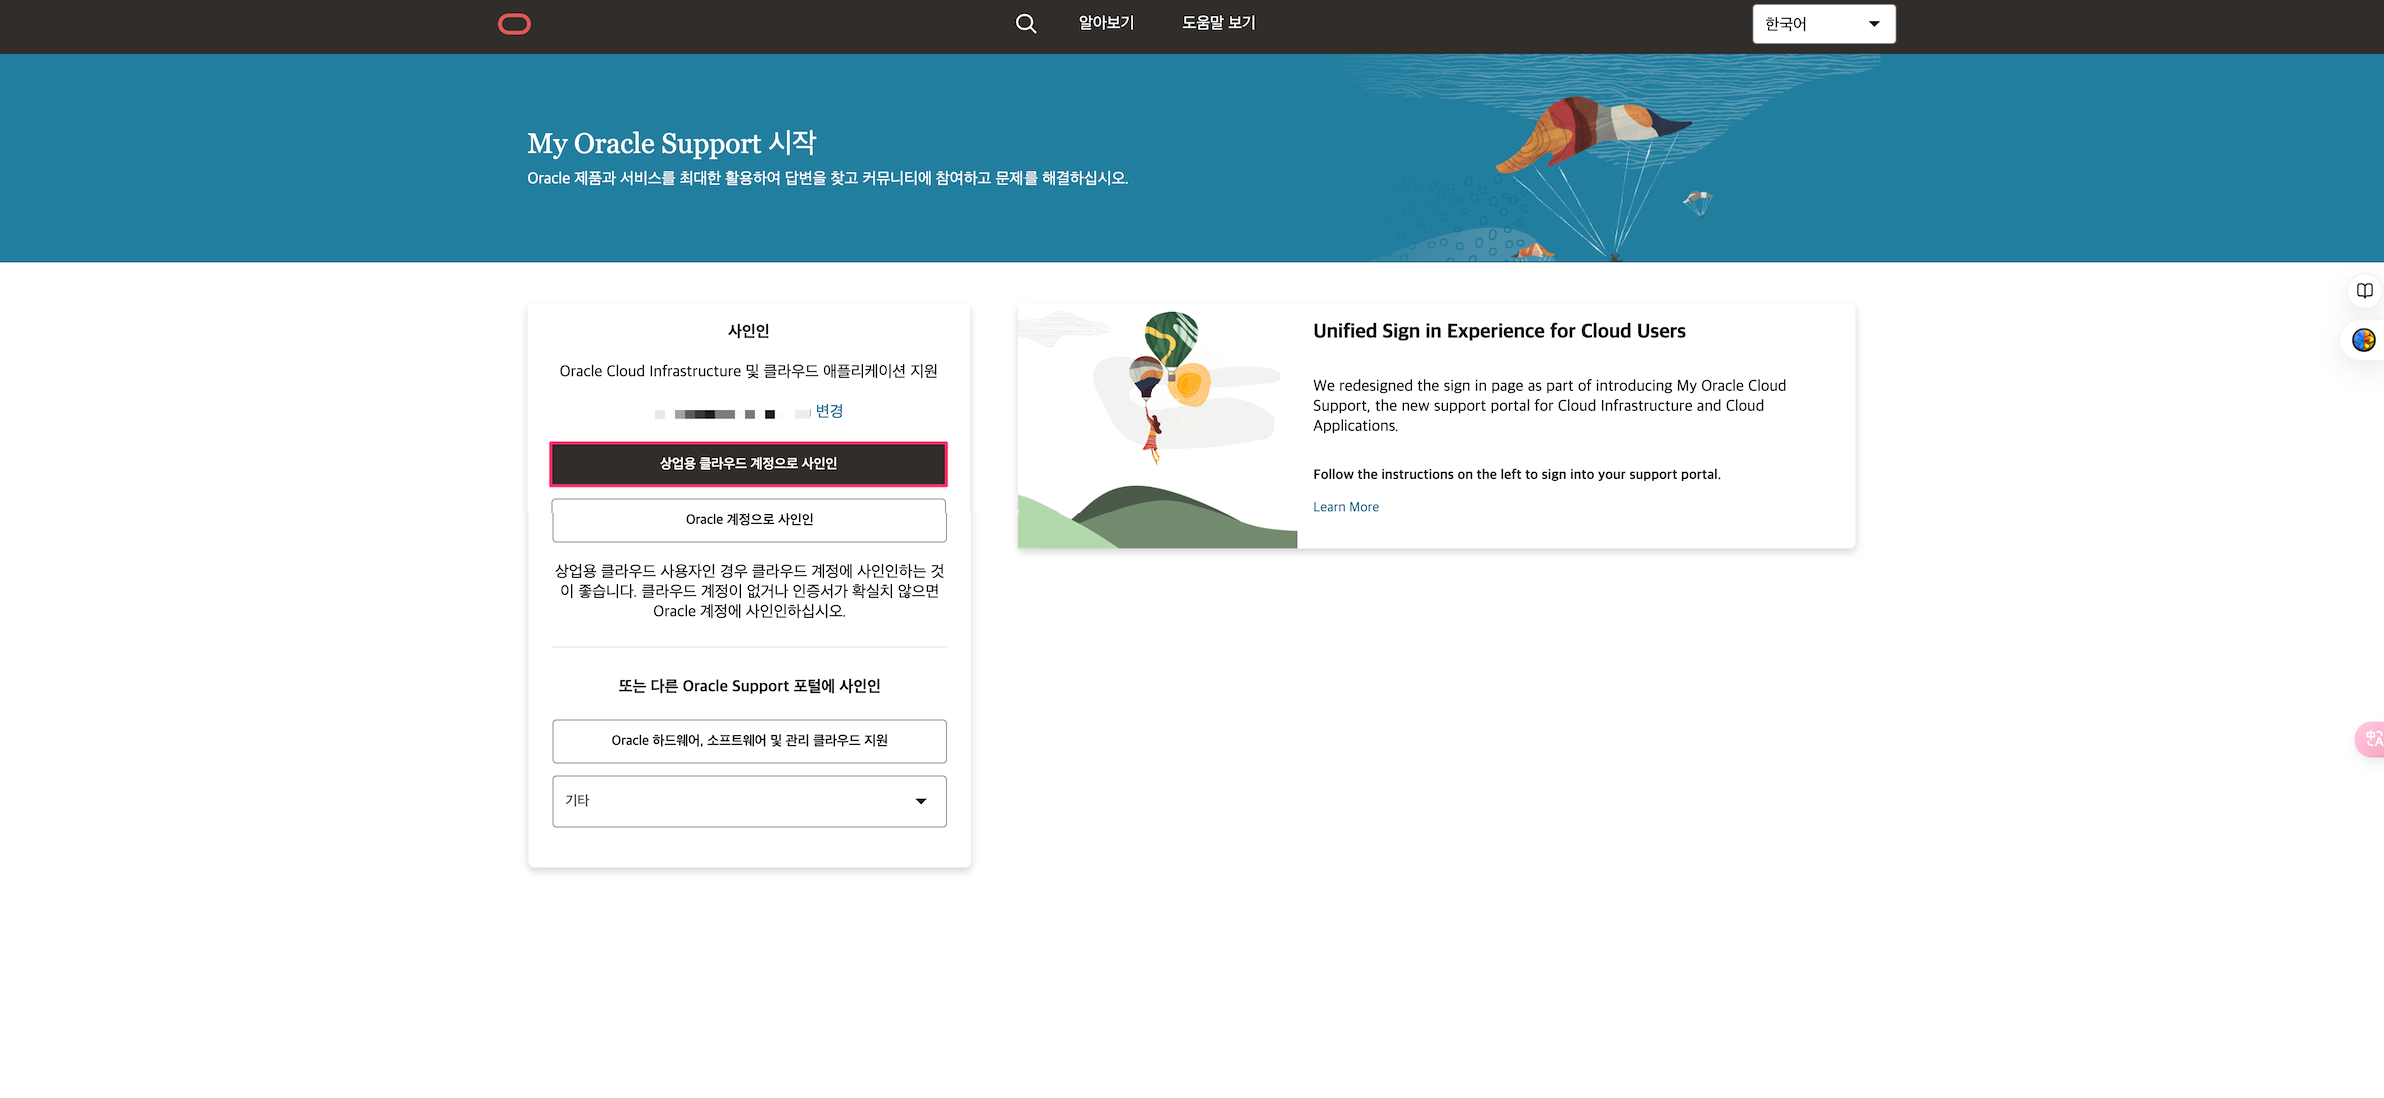 알아보기
도움말 보기
한국어
My Oracle Support 시작
Oracle 제품과 서비스를 최대한 활용하여 답변을 찾고 커뮤니티에 참여하고 문제를 해결하십시오.
사인인
Oracle Cloud Infrastructure 및 클라우드 애플리케이션 지원
변경
상업용 클라우드 계정으로 사인인
Oracle 계정으로 사인인
상업용 클라우드 사용자인 경우 클라우드 계정에 사인인하는 것
이 좋습니다. 클라우드 계정이 없거나 인증서가 확실치 않으면
Oracle 계정에 사인인하십시오.
또는 다른 Oracle Support 포털에 사인인
Oracle 하드웨어, 소프트웨어 및 관리 클라우드 지원
기타
Unified Sign in Experience for Cloud Users
We redesigned the sign in page as part of introducing My Oracle Cloud
Support, the new support portal for Cloud Infrastructure and Cloud
Applications.
Follow the instructions on the left to sign into your support portal.
Learn More